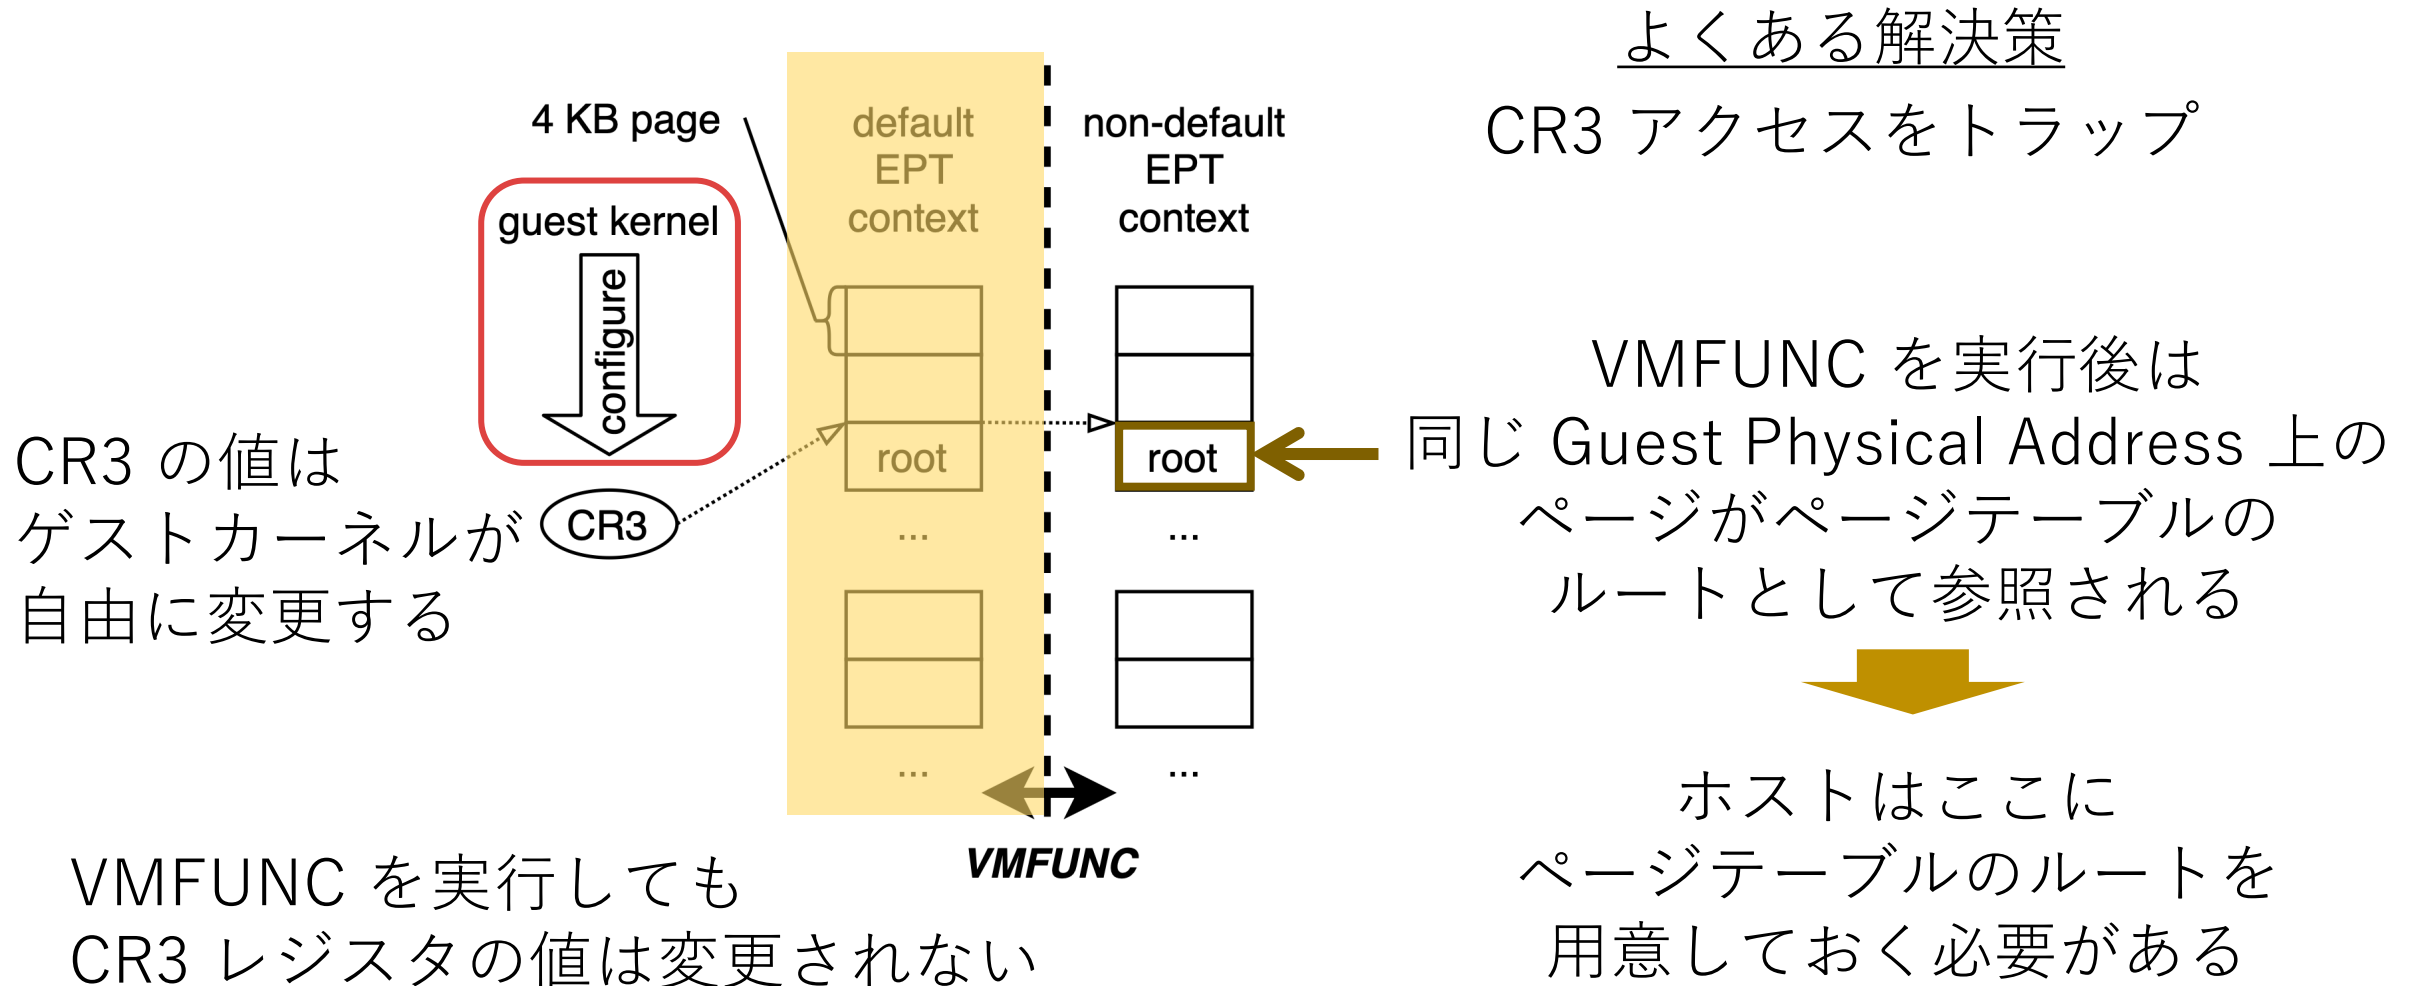 よくある解決策
CR3 アクセスをトラップ
4 KB page
default
EPT
context
non-default
EPT
context
guest kernel
configure
CR3 の値は
ゲストカーネルが
自由に変更する
CR3
root
...
...
root
...
...
VMFUNC
VMFUNC を実行後は
同じ Guest Physical Address 上の
ページがページテーブルの
ルートとして参照される
ホストはここに
ページテーブルのルートを
用意しておく必要がある
VMFUNC を実行しても
CR3 レジスタの値は変更されない